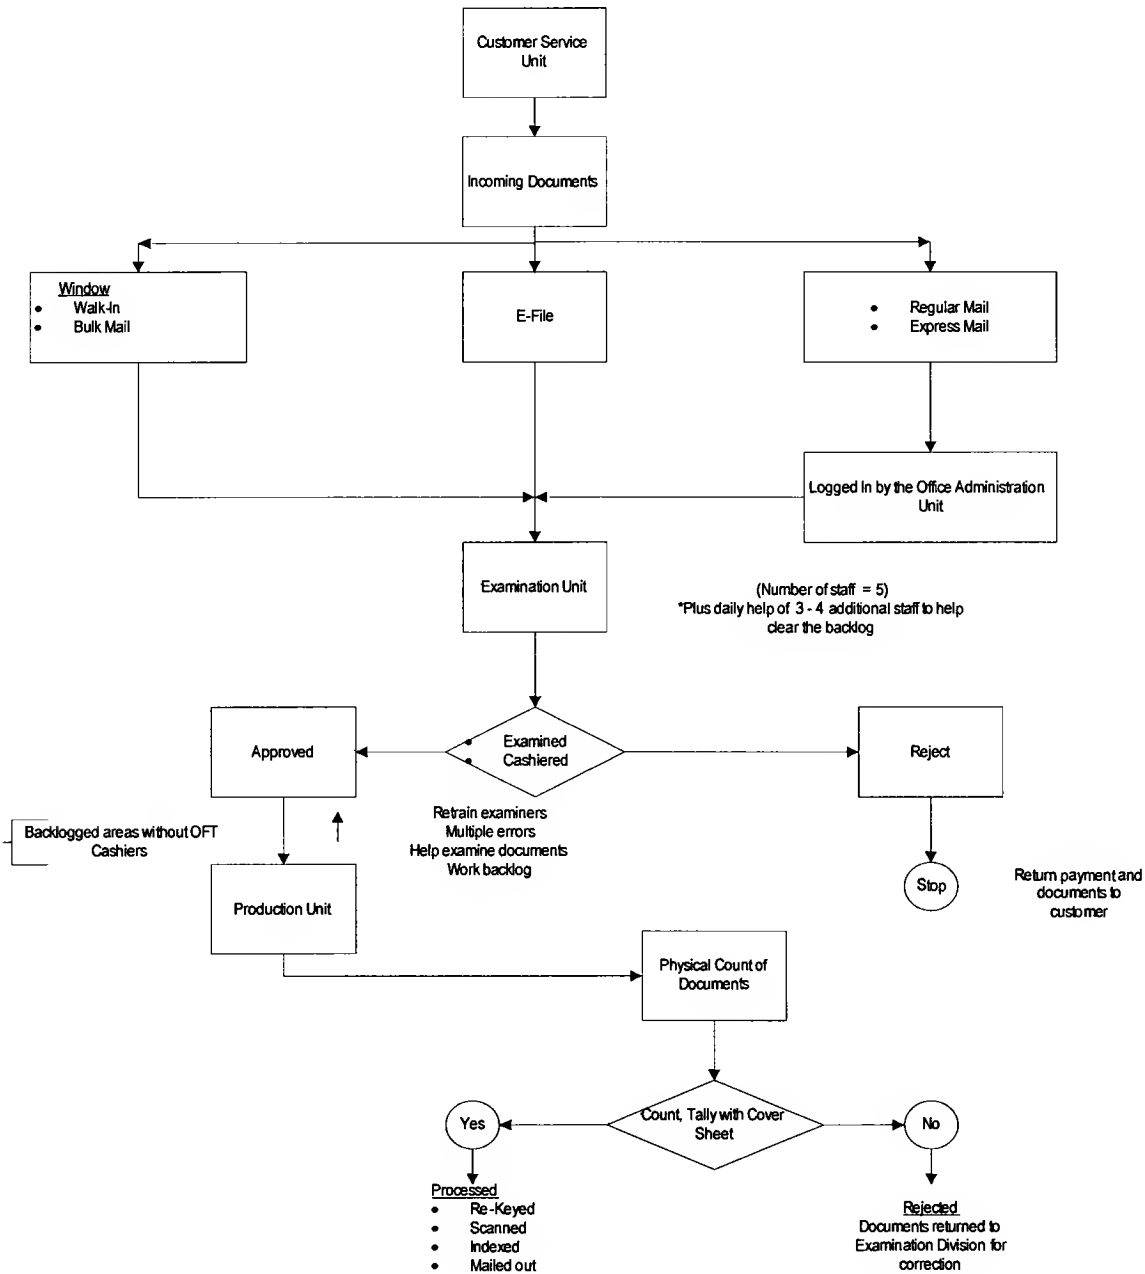 Customer Service
Unit
Incoming Documents
Window
• Walk-In
• Bulk Mail
E-File
• Regular Mail
• Express Mail
Logged In by the Office Administration
Unit
Examination Unit
(Number of staff = 5)
*Plus daily help of 3 - 4 additional staff to help
clear the backlog
Approved
• Examined
• Cashiered
Reject
Retrain examiners
Multiple errors
Help examine documents
Work backlog
Backlogged areas without OFT
Cashiers
Production Unit
Stop
Return payment and
documents to
customer
Physical Count of
Documents
Yes
Count, Tally with Cover
Sheet
No
Processed
• Re-Keyed
• Scanned
• Indexed
• Mailed out
Rejected
Documents returned to
Examination Division for
correction